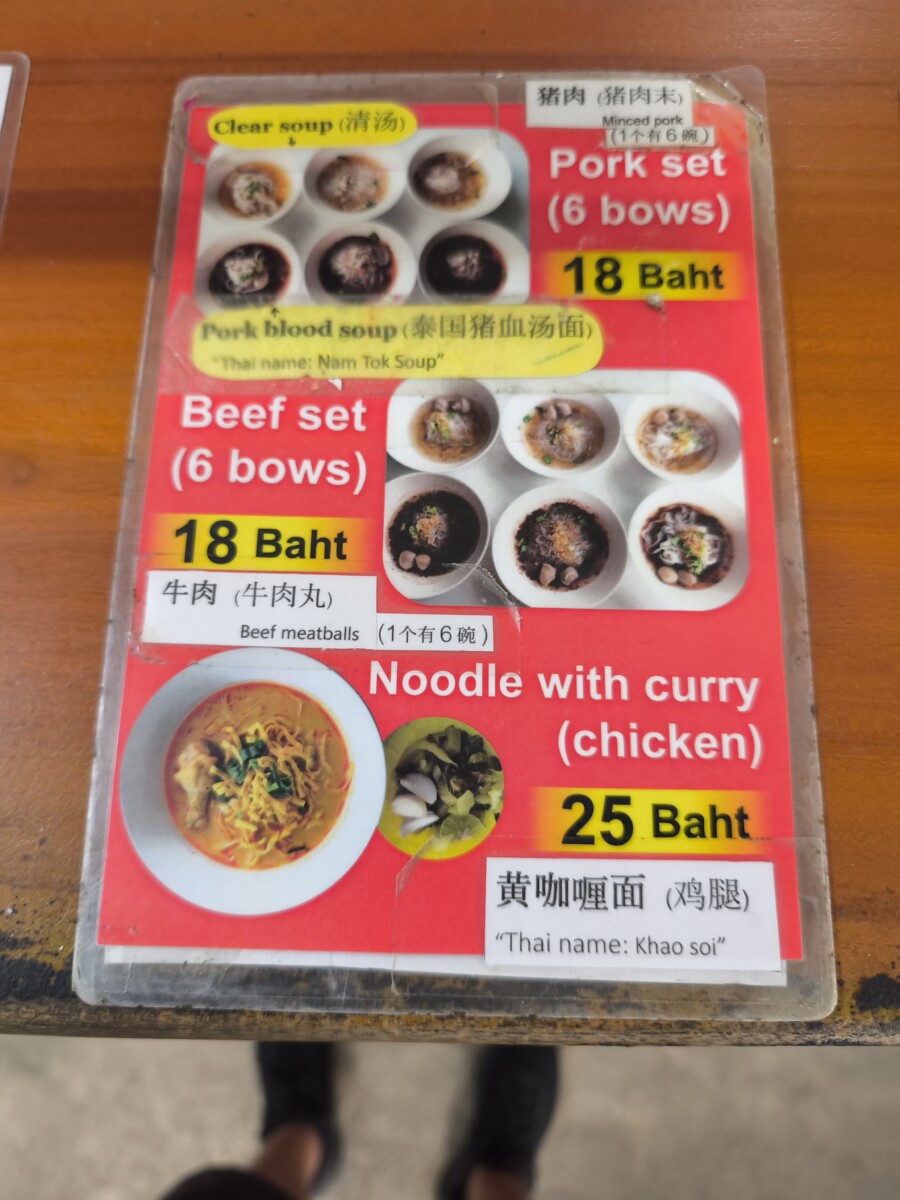 Clear soup (清汤)
猪肉 (猪肉末)
Minced pork
(1个有6碗)
Pork set
(6 bows)
18 Baht
Pork blood soup (泰国猪血汤面)
"Thai name: Nam Tok Soup"
Beef set
(6 bows)
18 Baht
牛肉 (牛肉丸)
Beef meatballs (1个有6碗)
Noodle with curry
(chicken)
25 Baht
黄咖喱面 (鸡腿)
"Thai name: Khao soi"